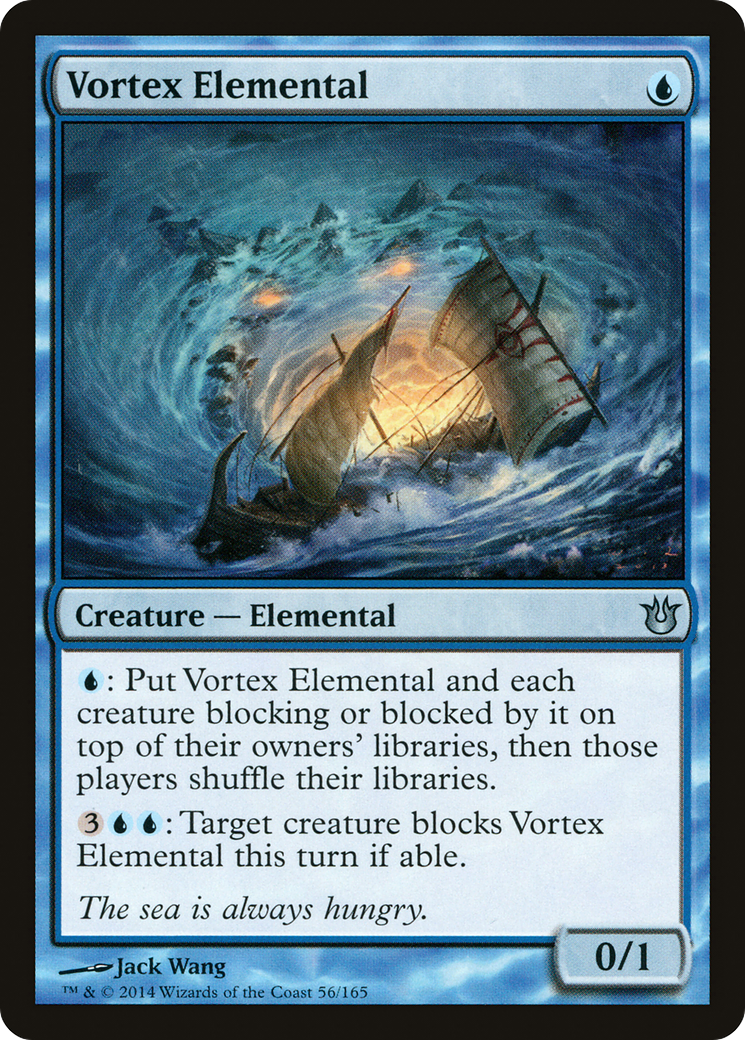 Vortex Elemental
Creature — Elemental
: Put Vortex Elemental and each
creature blocking or blocked by it on
top of their owners' libraries, then those
players shuffle their libraries.
3: Target creature blocks Vortex
Elemental this turn if able.
The sea is always hungry.
0/1
Jack Wang
™ & © 2014 Wizards of the Coast 56/165